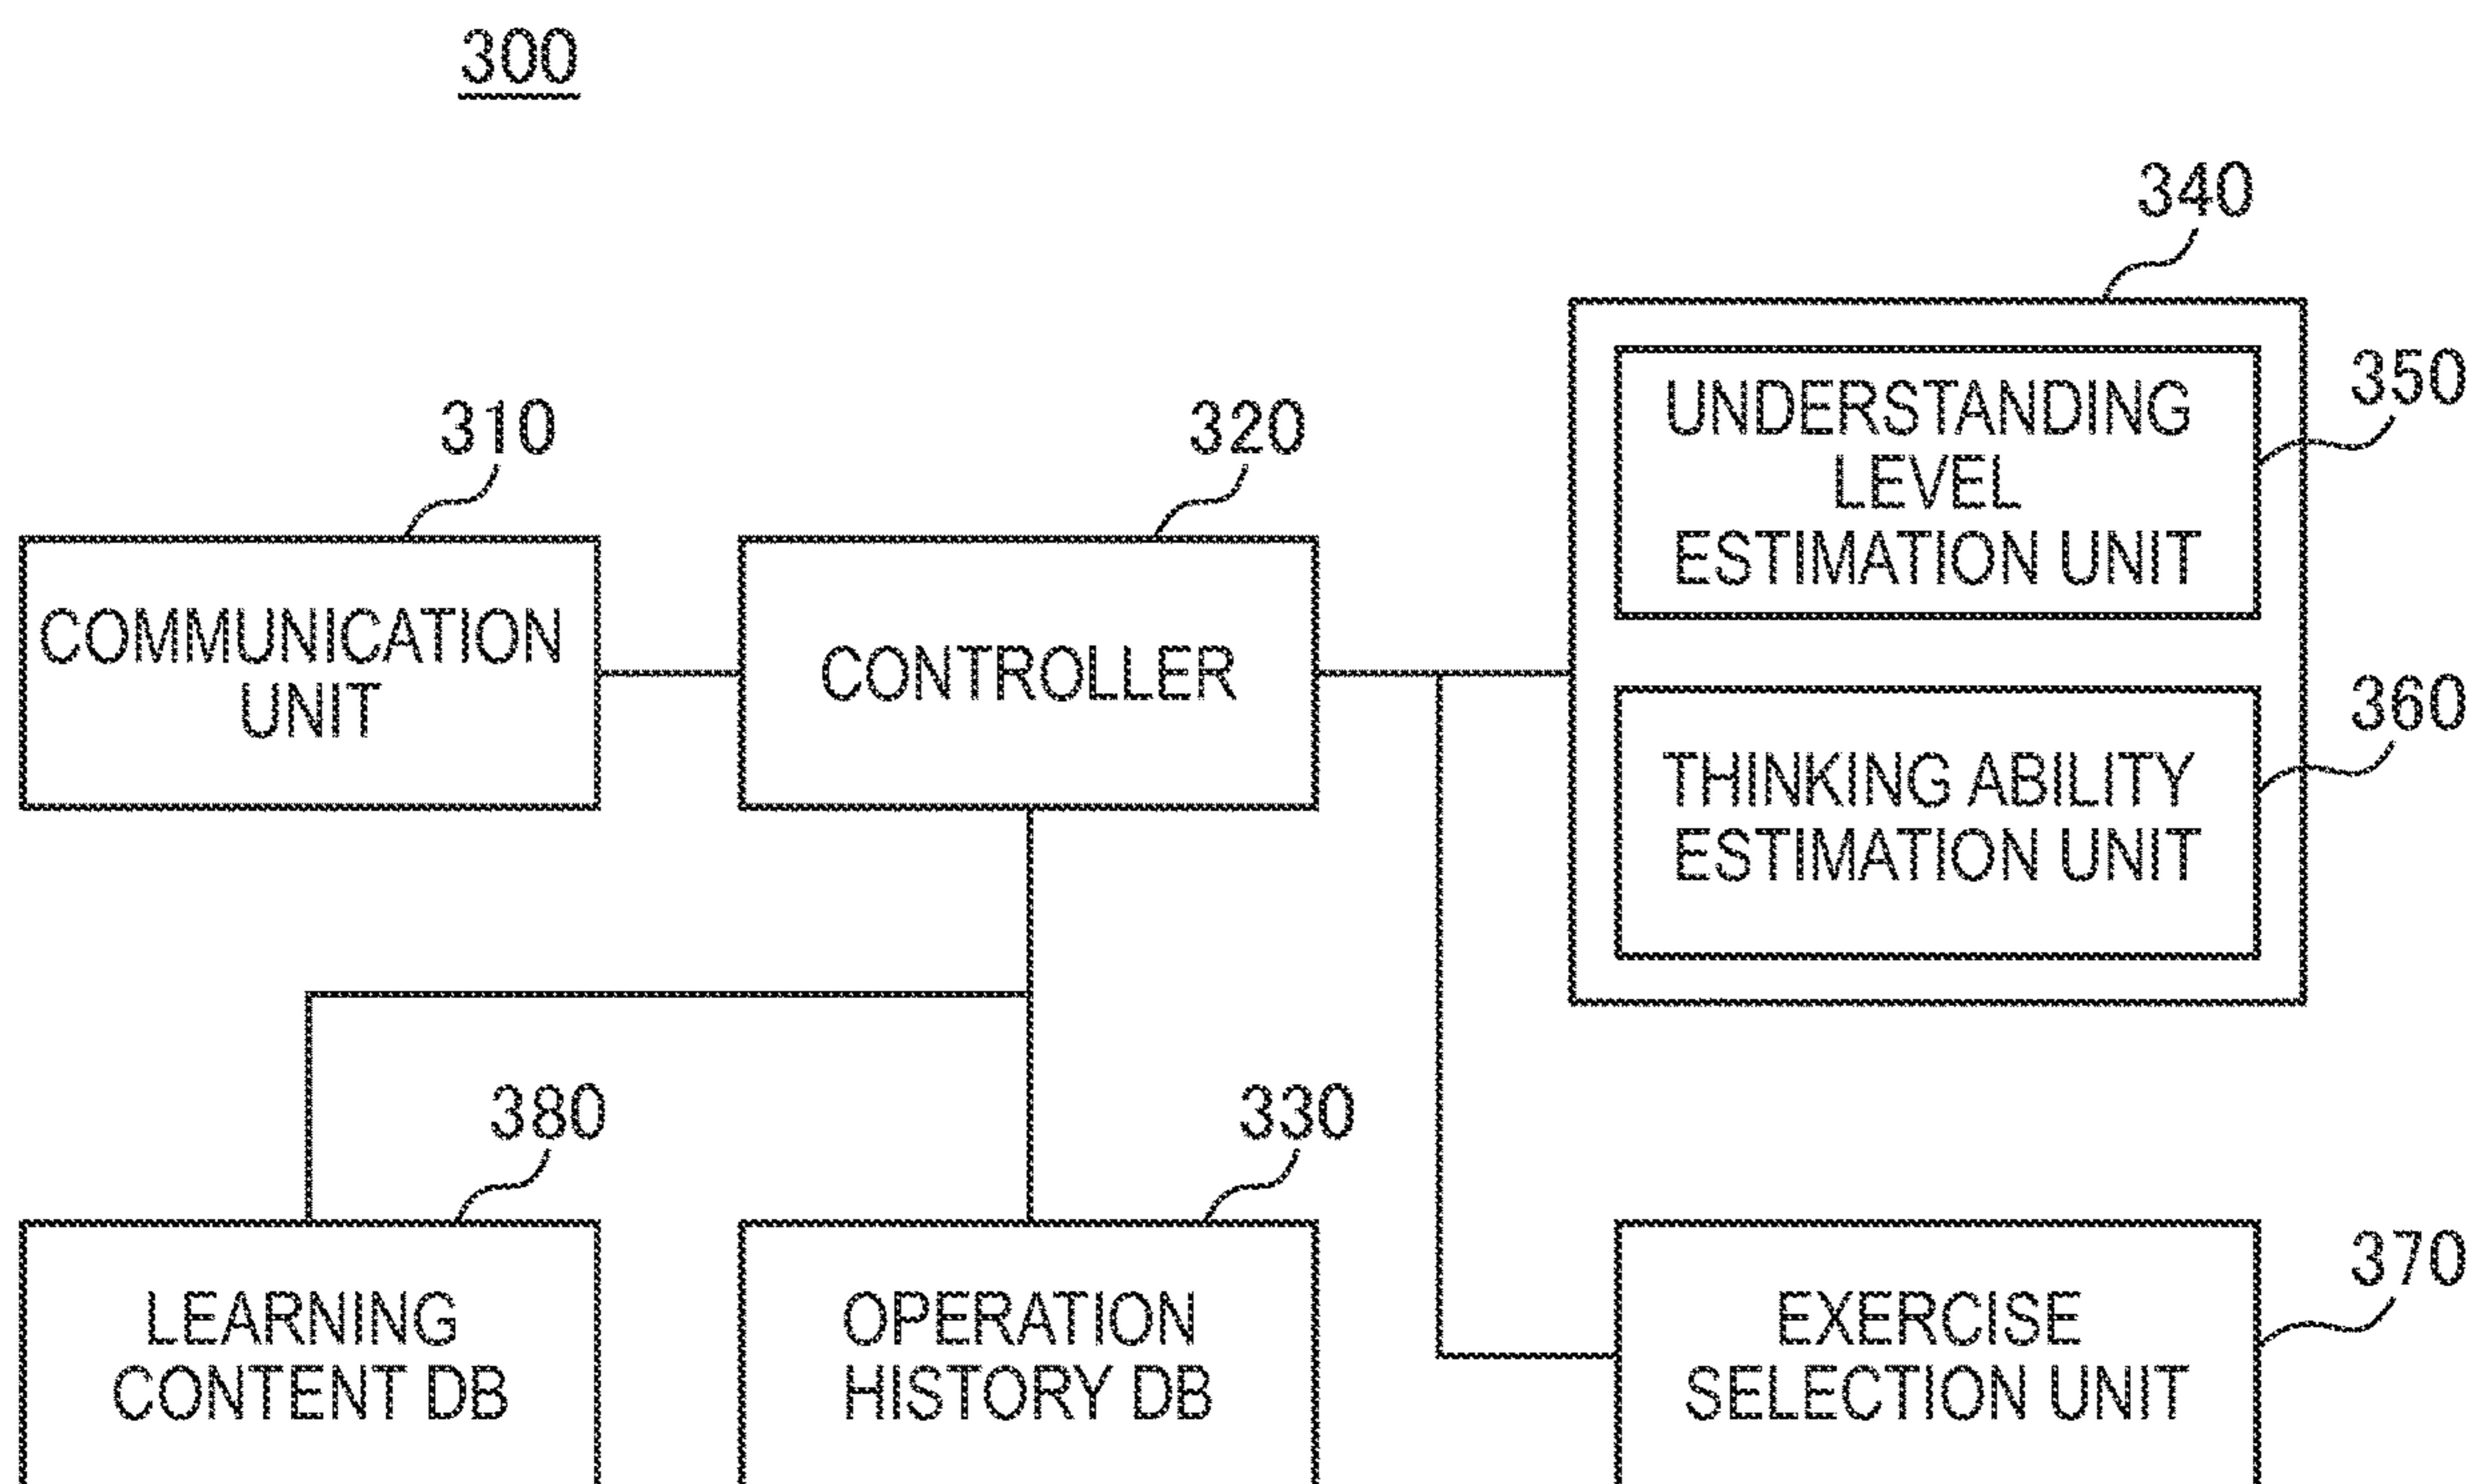 300
340
350
UNDERSTANDING
LEVEL
ESTIMATION UNIT
310
320
COMMUNICATION
UNIT
CONTROLLER
360
THINKING ABILITY
ESTIMATION UNIT
380
330
370
LEARNING
CONTENT DB
OPERATION
HISTORY DB
EXERCISE
SELECTION UNIT